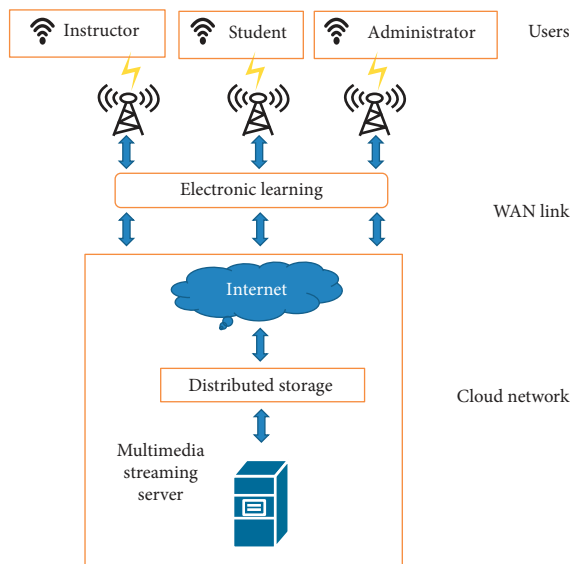 Instructor
Student
Administrator
Users
Electronic learning
WAN link
Internet
Distributed storage
Cloud network
Multimedia
streaming
server